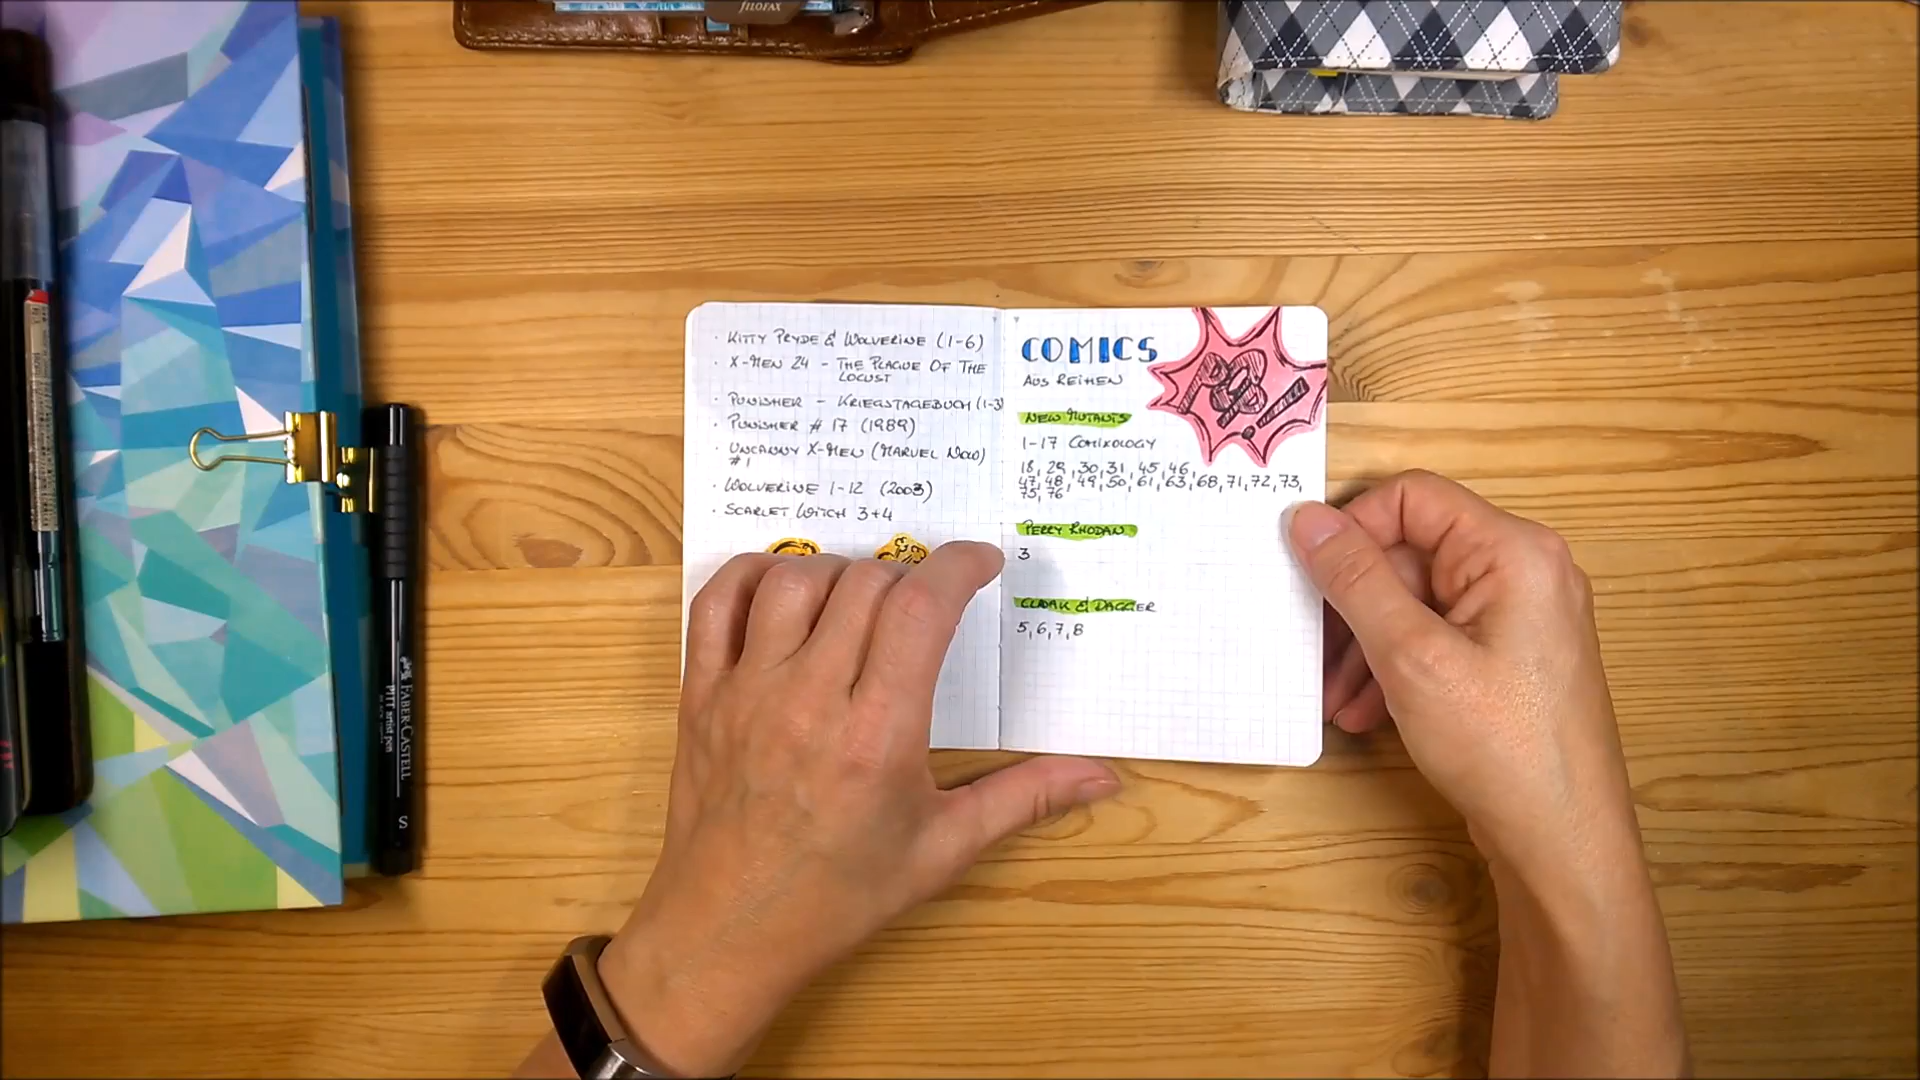 FILOFAX
· KITTY PRYDE & WOLVERINE (1-6)
· X-MEN 24 - THE PLAGUE OF THE
LOCUST
· PUNISHER - KRIEGSTAGEBUCH (1-3)
· PUNISHER # 17 (1989)
· UNCANNY X-MEN (MARVEL NOW)
#1
· WOLVERINE 1-12 (2003)
· SCARLET WITCH 3+4
COMICS
AUS REIHEN
NEW MUTANTS
1-17 COMIXOLOGY
18, 29, 30, 31, 45, 46,
47, 48, 49, 50, 61, 63, 68, 71, 72, 73,
75, 76
PERRY RHODAN
3
CLOAK & DAGGER
5, 6, 7, 8
FABER-CASTELL
PITT artist pen
S